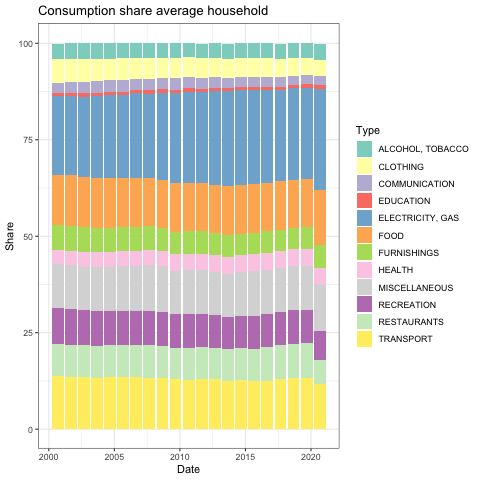 Consumption share average household
100
75
50
25
0
Share
2000
2005
2010
2015
2020
Date
Type
ALCOHOL, TOBACCO
CLOTHING
COMMUNICATION
EDUCATION
ELECTRICITY, GAS
FOOD
FURNISHINGS
HEALTH
MISCELLANEOUS
RECREATION
RESTAURANTS
TRANSPORT